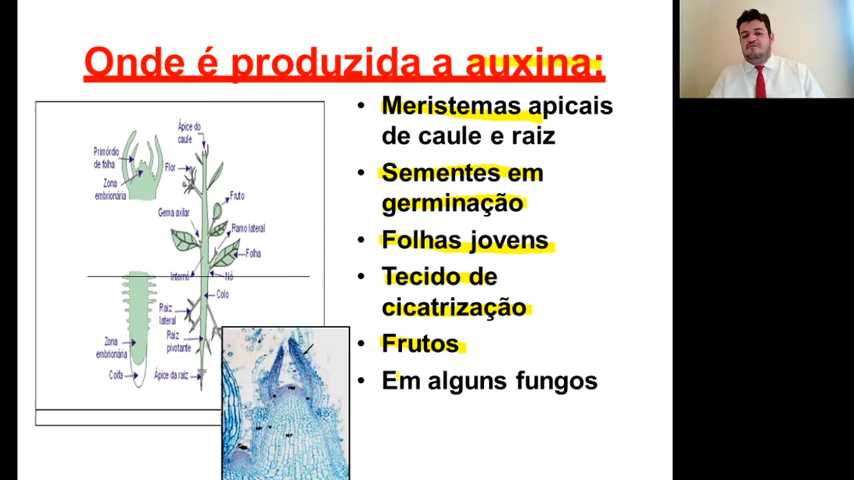 Onde é produzida a auxina:
Ápice do
caule
Primórdio
de folha
Flor
Zona
embrionária
Fruto
Gema axilar
Ramo lateral
Folha
Internó
Nó
Colo
Raiz
lateral
Raiz
pivotante
Zona
embrionária
Coifa
Ápice da raiz
• Meristemas apicais
de caule e raiz
• Sementes em
germinação
• Folhas jovens
• Tecido de
cicatrização
• Frutos
• Em alguns fungos